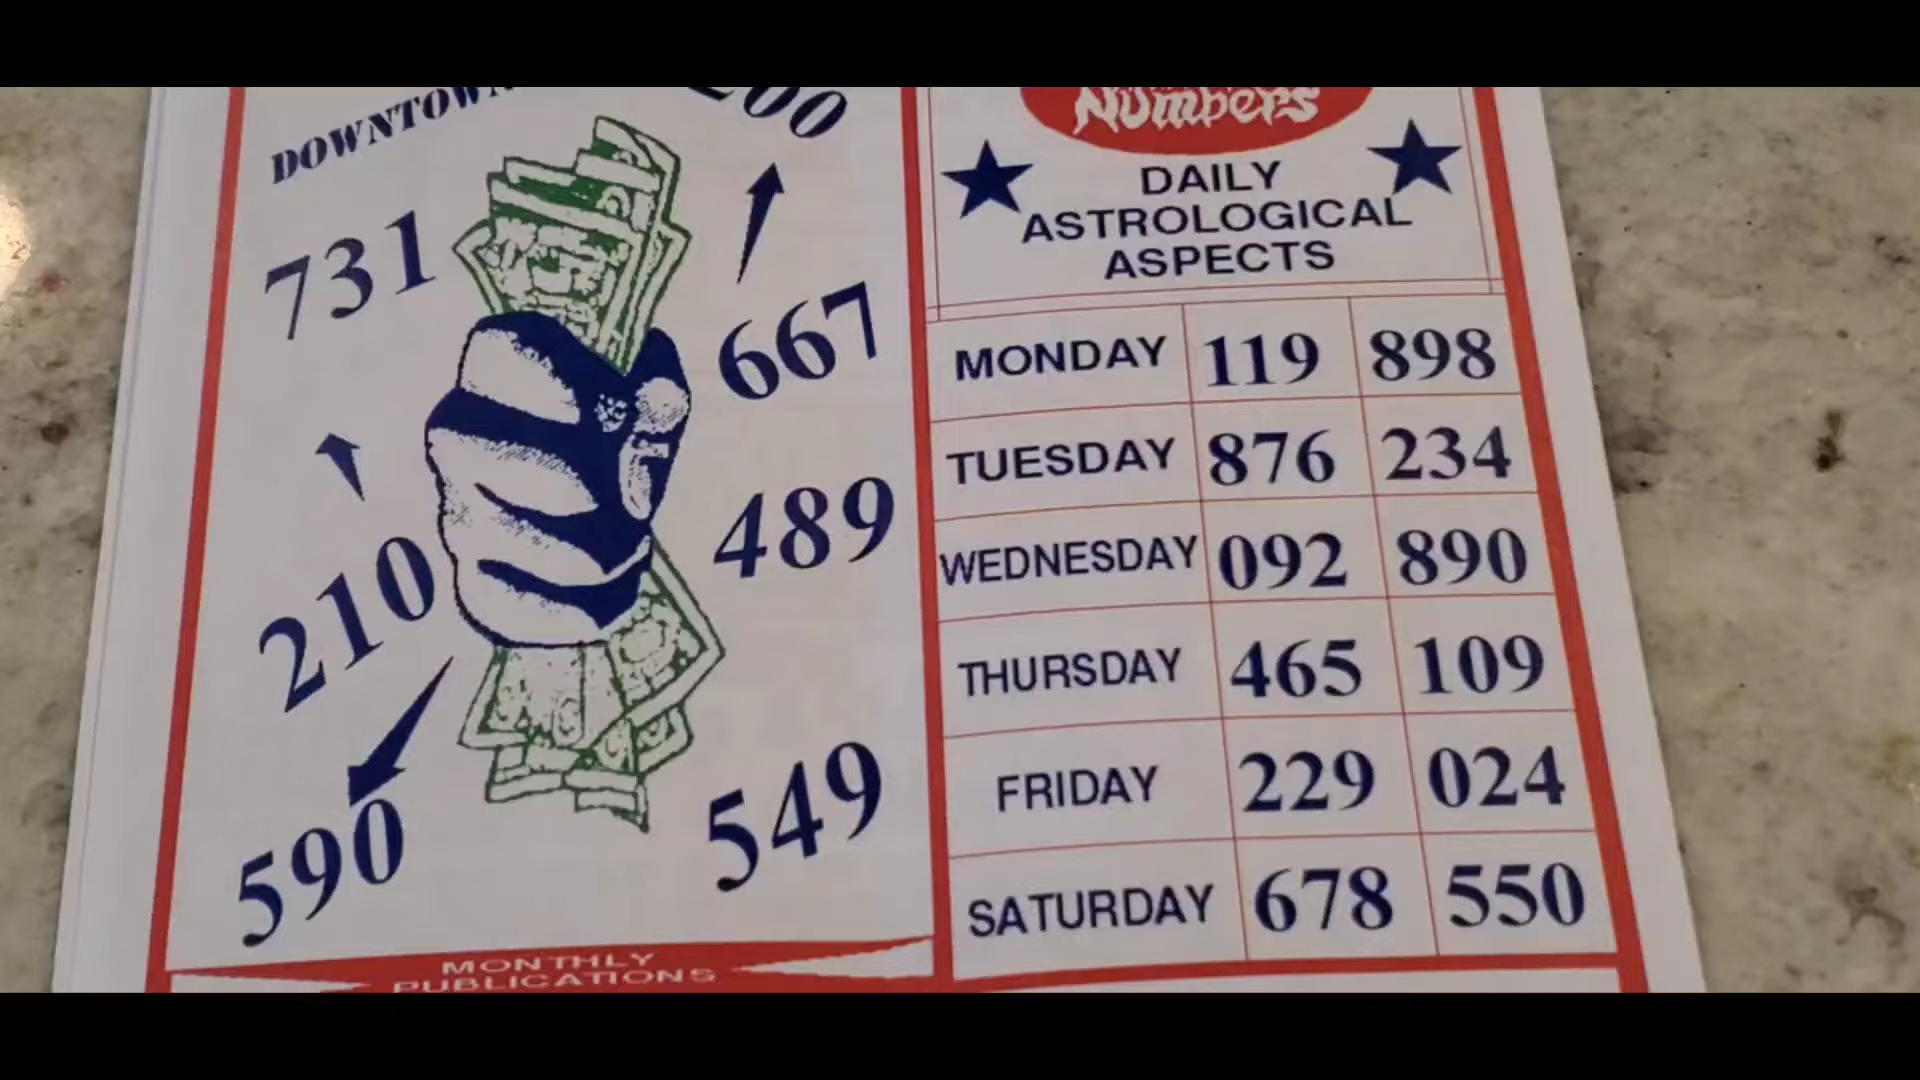 DOWNTOWN
731
667
489
210
590
549
MONTHLY
PUBLICATIONS
Numbers
DAILY
ASTROLOGICAL
ASPECTS
MONDAY 119 898
TUESDAY 876 234
WEDNESDAY 092 890
THURSDAY 465 109
FRIDAY 229 024
SATURDAY 678 550